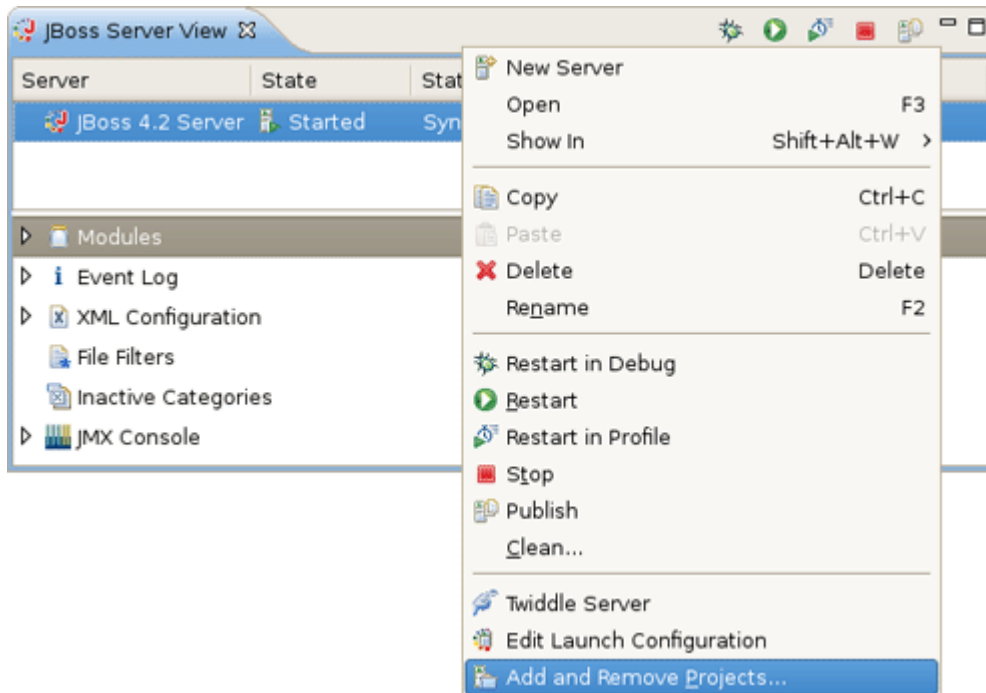 JBoss Server View
Server State Stat
JBoss 4.2 Server Started Syn
Modules
Event Log
XML Configuration
File Filters
Inactive Categories
JMX Console
New Server
Open F3
Show In Shift+Alt+W >
Copy Ctrl+C
Paste Ctrl+V
Delete Delete
Rename F2
Restart in Debug
Restart
Restart in Profile
Stop
Publish
Clean...
Twiddle Server
Edit Launch Configuration
Add and Remove Projects...